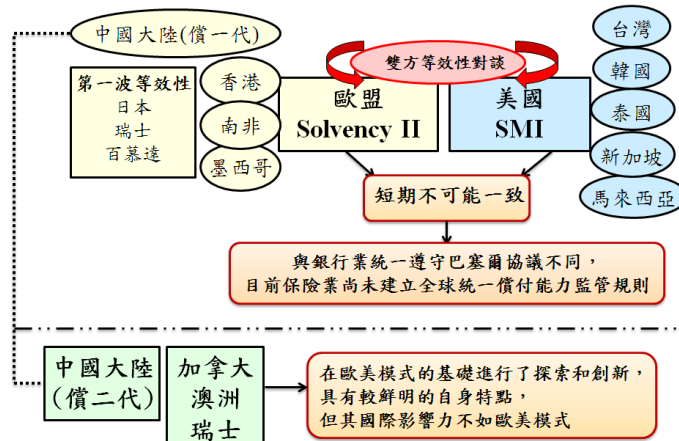 中國大陸(償一代)
第一波等效性
日本
瑞士
百慕達
香港
南非
墨西哥
雙方等效性對談
歐盟
Solvency II
美國
SMI
台灣
韓國
泰國
新加坡
馬來西亞
短期不可能一致
與銀行業統一遵守巴塞爾協議不同，
目前保險業尚未建立全球統一償付能力監管規則
中國大陸
(償二代)
加拿大
澳洲
瑞士
在歐美模式的基礎進行了探索和創新，
具有較鮮明的自身特點，
但其國際影響力不如歐美模式